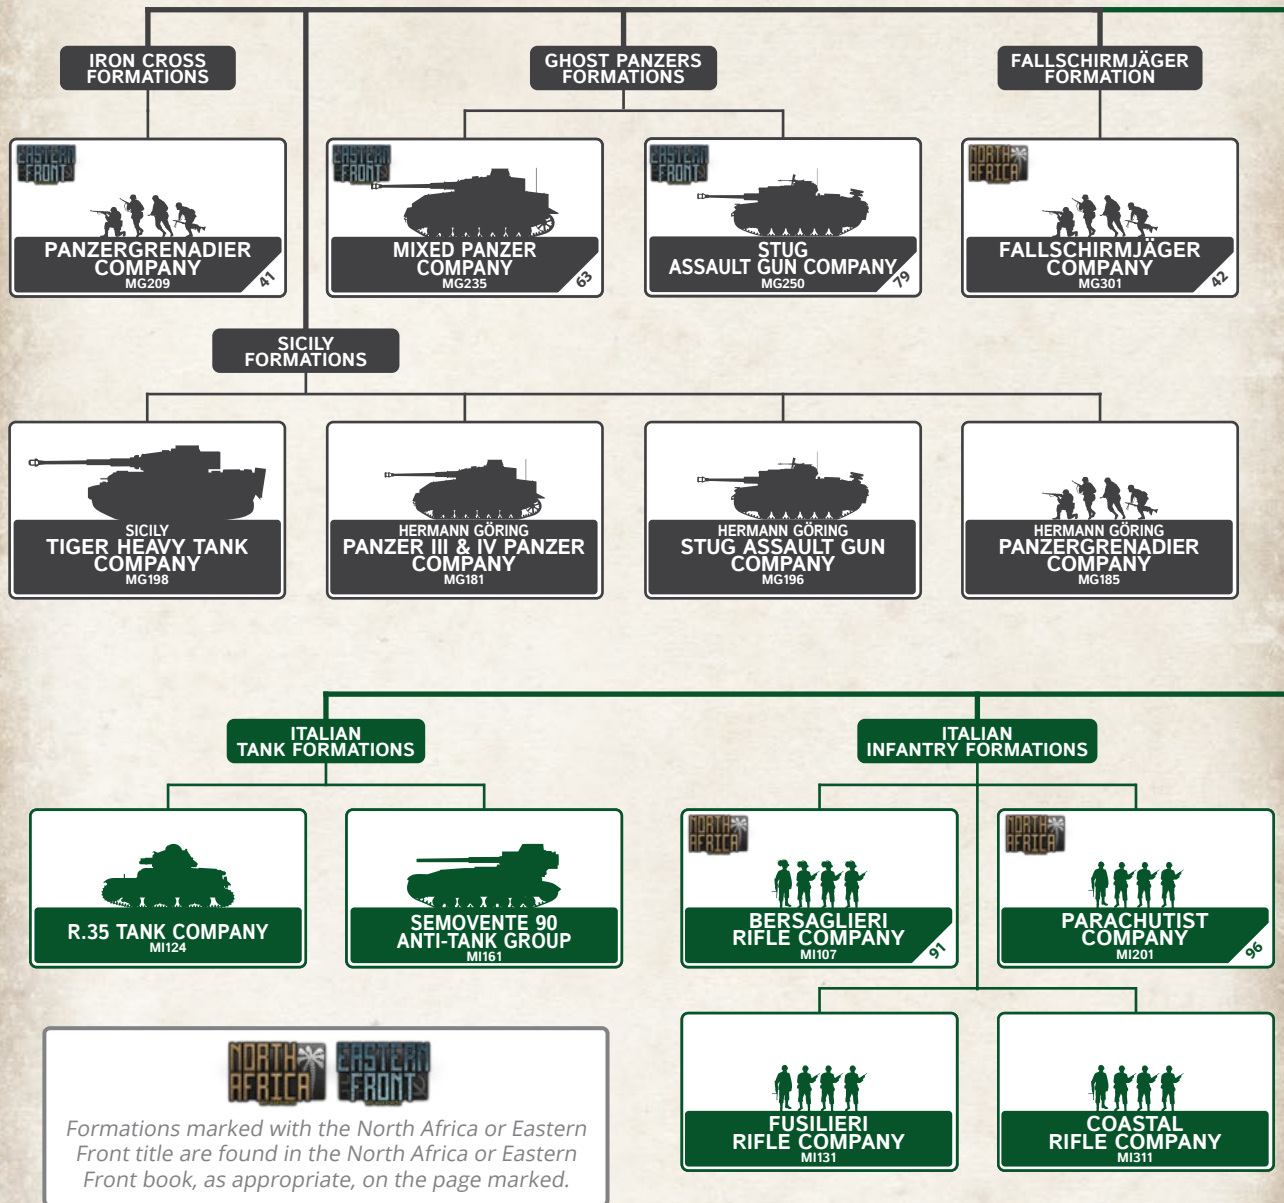 IRON CROSS
FORMATIONS
GHOST PANZERS
FORMATIONS
FALLSCHIRMJÄGER
FORMATION
EASTERN
FRONT
PANZERGRENADIER
COMPANY
MG209
41
EASTERN
FRONT
MIXED PANZER
COMPANY
MG235
63
EASTERN
FRONT
STUG
ASSAULT GUN COMPANY
MG250
79
NORTH
AFRICA
FALLSCHIRMJÄGER
COMPANY
MG301
42
SICILY
FORMATIONS
SICILY
TIGER HEAVY TANK
COMPANY
MG198
HERMANN GÖRING
PANZER III & IV PANZER
COMPANY
MG181
HERMANN GÖRING
STUG ASSAULT GUN
COMPANY
MG196
HERMANN GÖRING
PANZERGRENADIER
COMPANY
MG185
ITALIAN
TANK FORMATIONS
ITALIAN
INFANTRY FORMATIONS
R.35 TANK COMPANY
MI124
SEMOVENTE 90
ANTI-TANK GROUP
MI161
NORTH
AFRICA
BERSAGLIERI
RIFLE COMPANY
MI107
91
NORTH
AFRICA
PARACHUTIST
COMPANY
MI201
96
FUSILIERI
RIFLE COMPANY
MI131
COASTAL
RIFLE COMPANY
MI311
NORTH
AFRICA
EASTERN
FRONT
Formations marked with the North Africa or Eastern
Front title are found in the North Africa or Eastern
Front book, as appropriate, on the page marked.